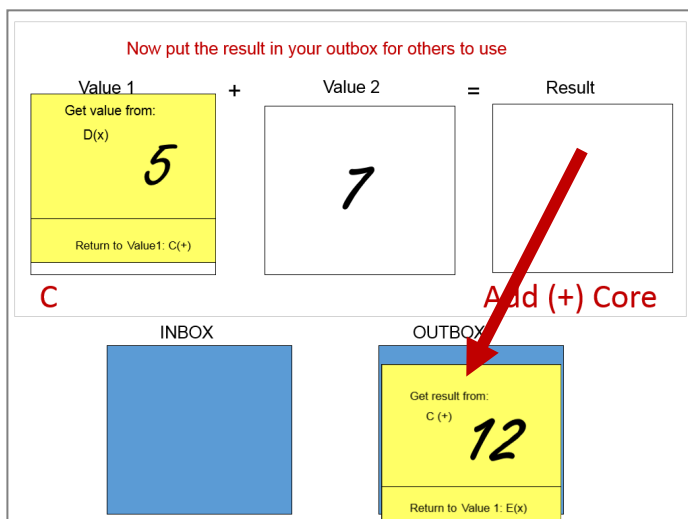 Now put the result in your outbox for others to use
Value 1 + Value 2 = Result
Get value from:
D(x)
5
7
Return to Value1: C(+)
C
Add (+) Core
INBOX
OUTBOX
Get result from:
C (+)
12
Return to Value 1: E(x)